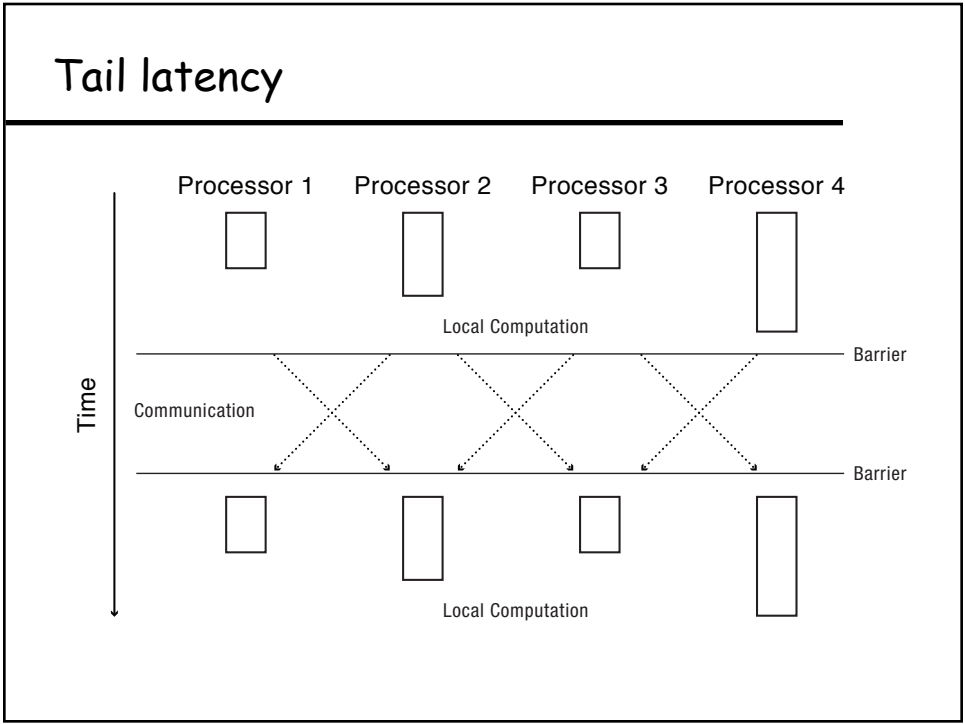 Tail latency
Processor 1 Processor 2 Processor 3 Processor 4
Local Computation
Barrier
Time
Communication
Barrier
Local Computation